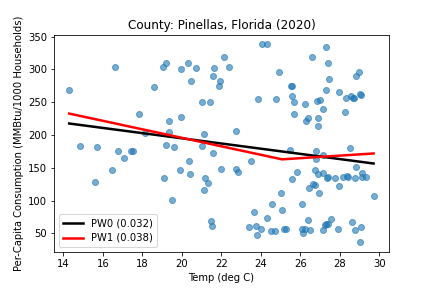 County: Pinellas, Florida (2020)
Per-Capita Consumption (MMBtu/1000 Households)
350
300
250
200
150
100
50
PW0 (0.032)
PW1 (0.038)
14 16 18 20 22 24 26 28 30
Temp (deg C)